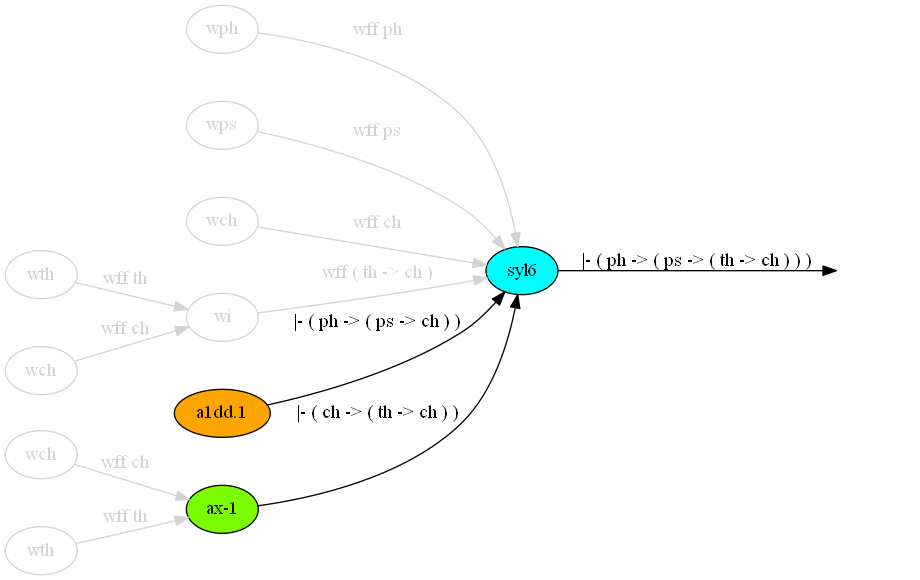 wph
wff ph
wps
wff ps
wch
wff ch
wth
wff th
wff ( th -> ch )
syl6
|- ( ph -> ( ps -> ( th -> ch ) ) )
wi
wff ch
|- ( ph -> ( ps -> ch ) )
wch
a1dd.1
|- ( ch -> ( th -> ch ) )
wch
wff ch
ax-1
wff th
wth